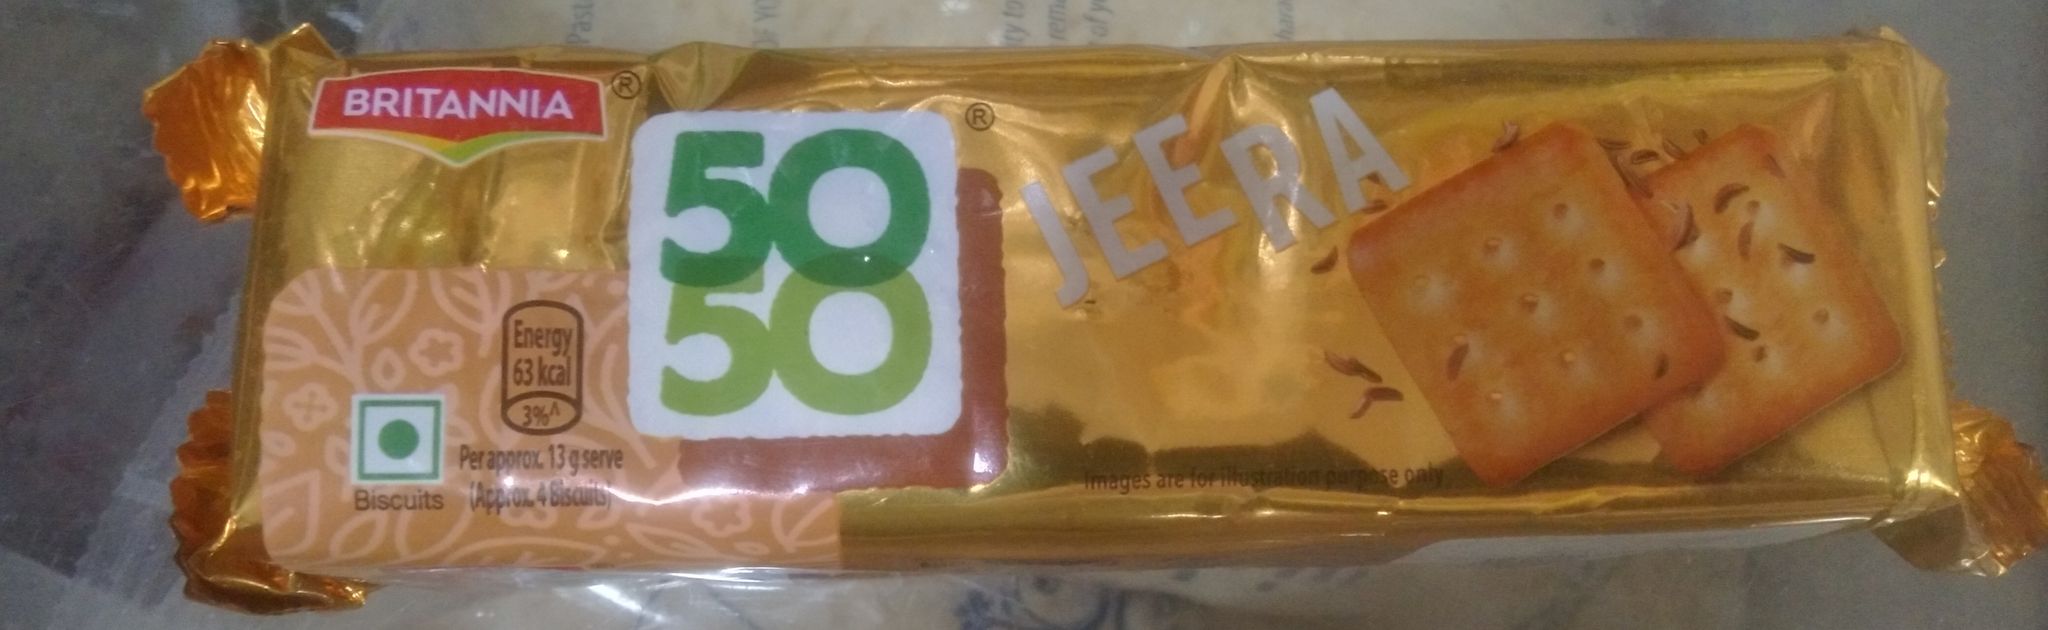 BRITANNIA ®
50 ®
50
JEERA
Energy
63 kcal
3%^
Per approx. 13 g serve
(Approx. 4 Biscuits)
Biscuits
Images are for illustration purpose only